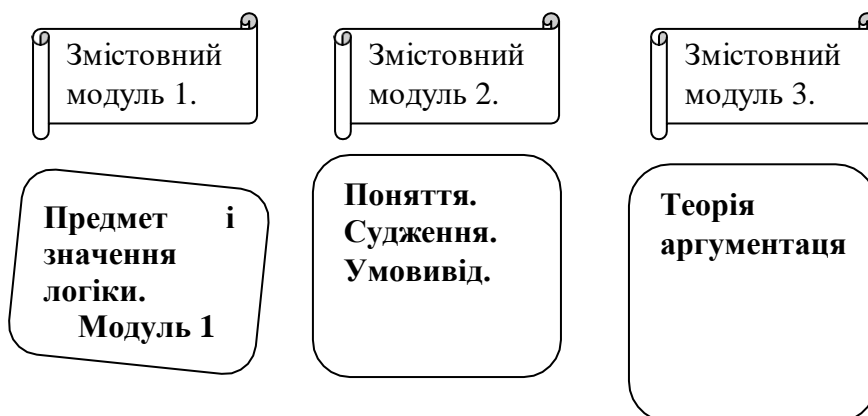 Змістовний
модуль 1.
Змістовний
модуль 2.
Змістовний
модуль 3.
Предмет і
значення
логіки.
Модуль 1
Поняття.
Судження.
Умовивід.
Теорія
аргументаця